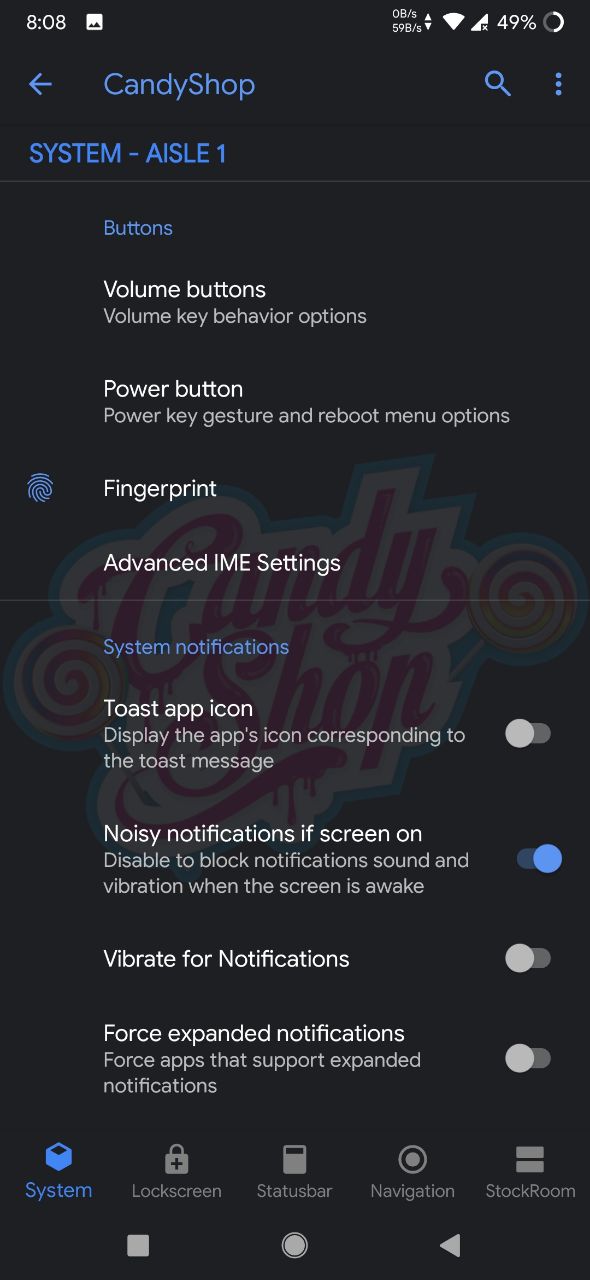 8:08
0B/s
59B/s
49%
CandyShop
SYSTEM - AISLE 1
Buttons
Volume buttons
Volume key behavior options
Power button
Power key gesture and reboot menu options
Fingerprint
Advanced IME Settings
Candy
Shop
System notifications
Toast app icon
Display the app's icon corresponding to
the toast message
Noisy notifications if screen on
Disable to block notifications sound and
vibration when the screen is awake
Vibrate for Notifications
Force expanded notifications
Force apps that support expanded
notifications
System
Lockscreen
Statusbar
Navigation
StockRoom